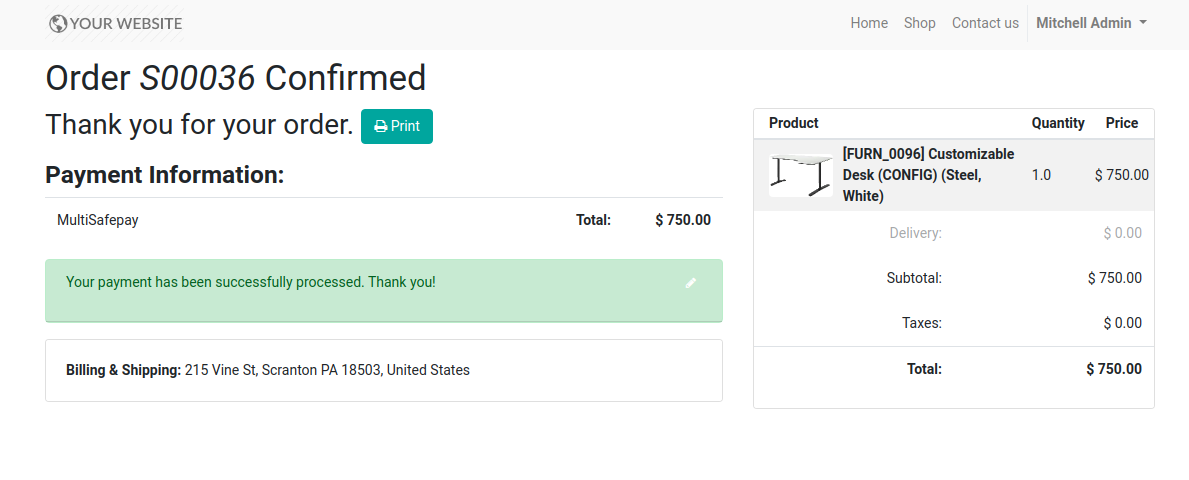 YOUR WEBSITE
Home Shop Contact us Mitchell Admin
Order S00036 Confirmed
Thank you for your order. Print
Payment Information:
MultiSafepay Total: $ 750.00
Your payment has been successfully processed. Thank you!
Billing & Shipping: 215 Vine St, Scranton PA 18503, United States
Product Quantity Price
[FURN_0096] Customizable
Desk (CONFIG) (Steel, 1.0 $ 750.00
White)
Delivery: $ 0.00
Subtotal: $ 750.00
Taxes: $ 0.00
Total: $ 750.00